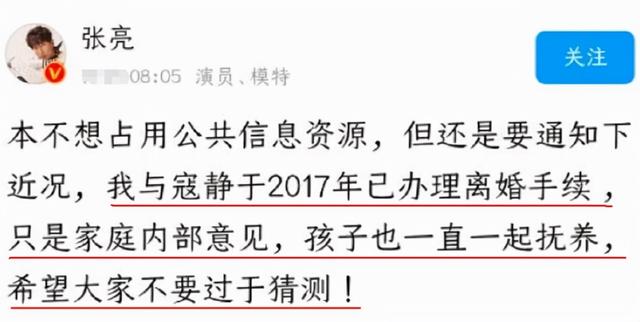 张亮
08:05 演员、模特
关注
本不想占用公共信息资源，但还是要通知下
近况，我与寇静于2017年已办理离婚手续，
只是家庭内部意见，孩子也一直一起抚养，
希望大家不要过于猜测！